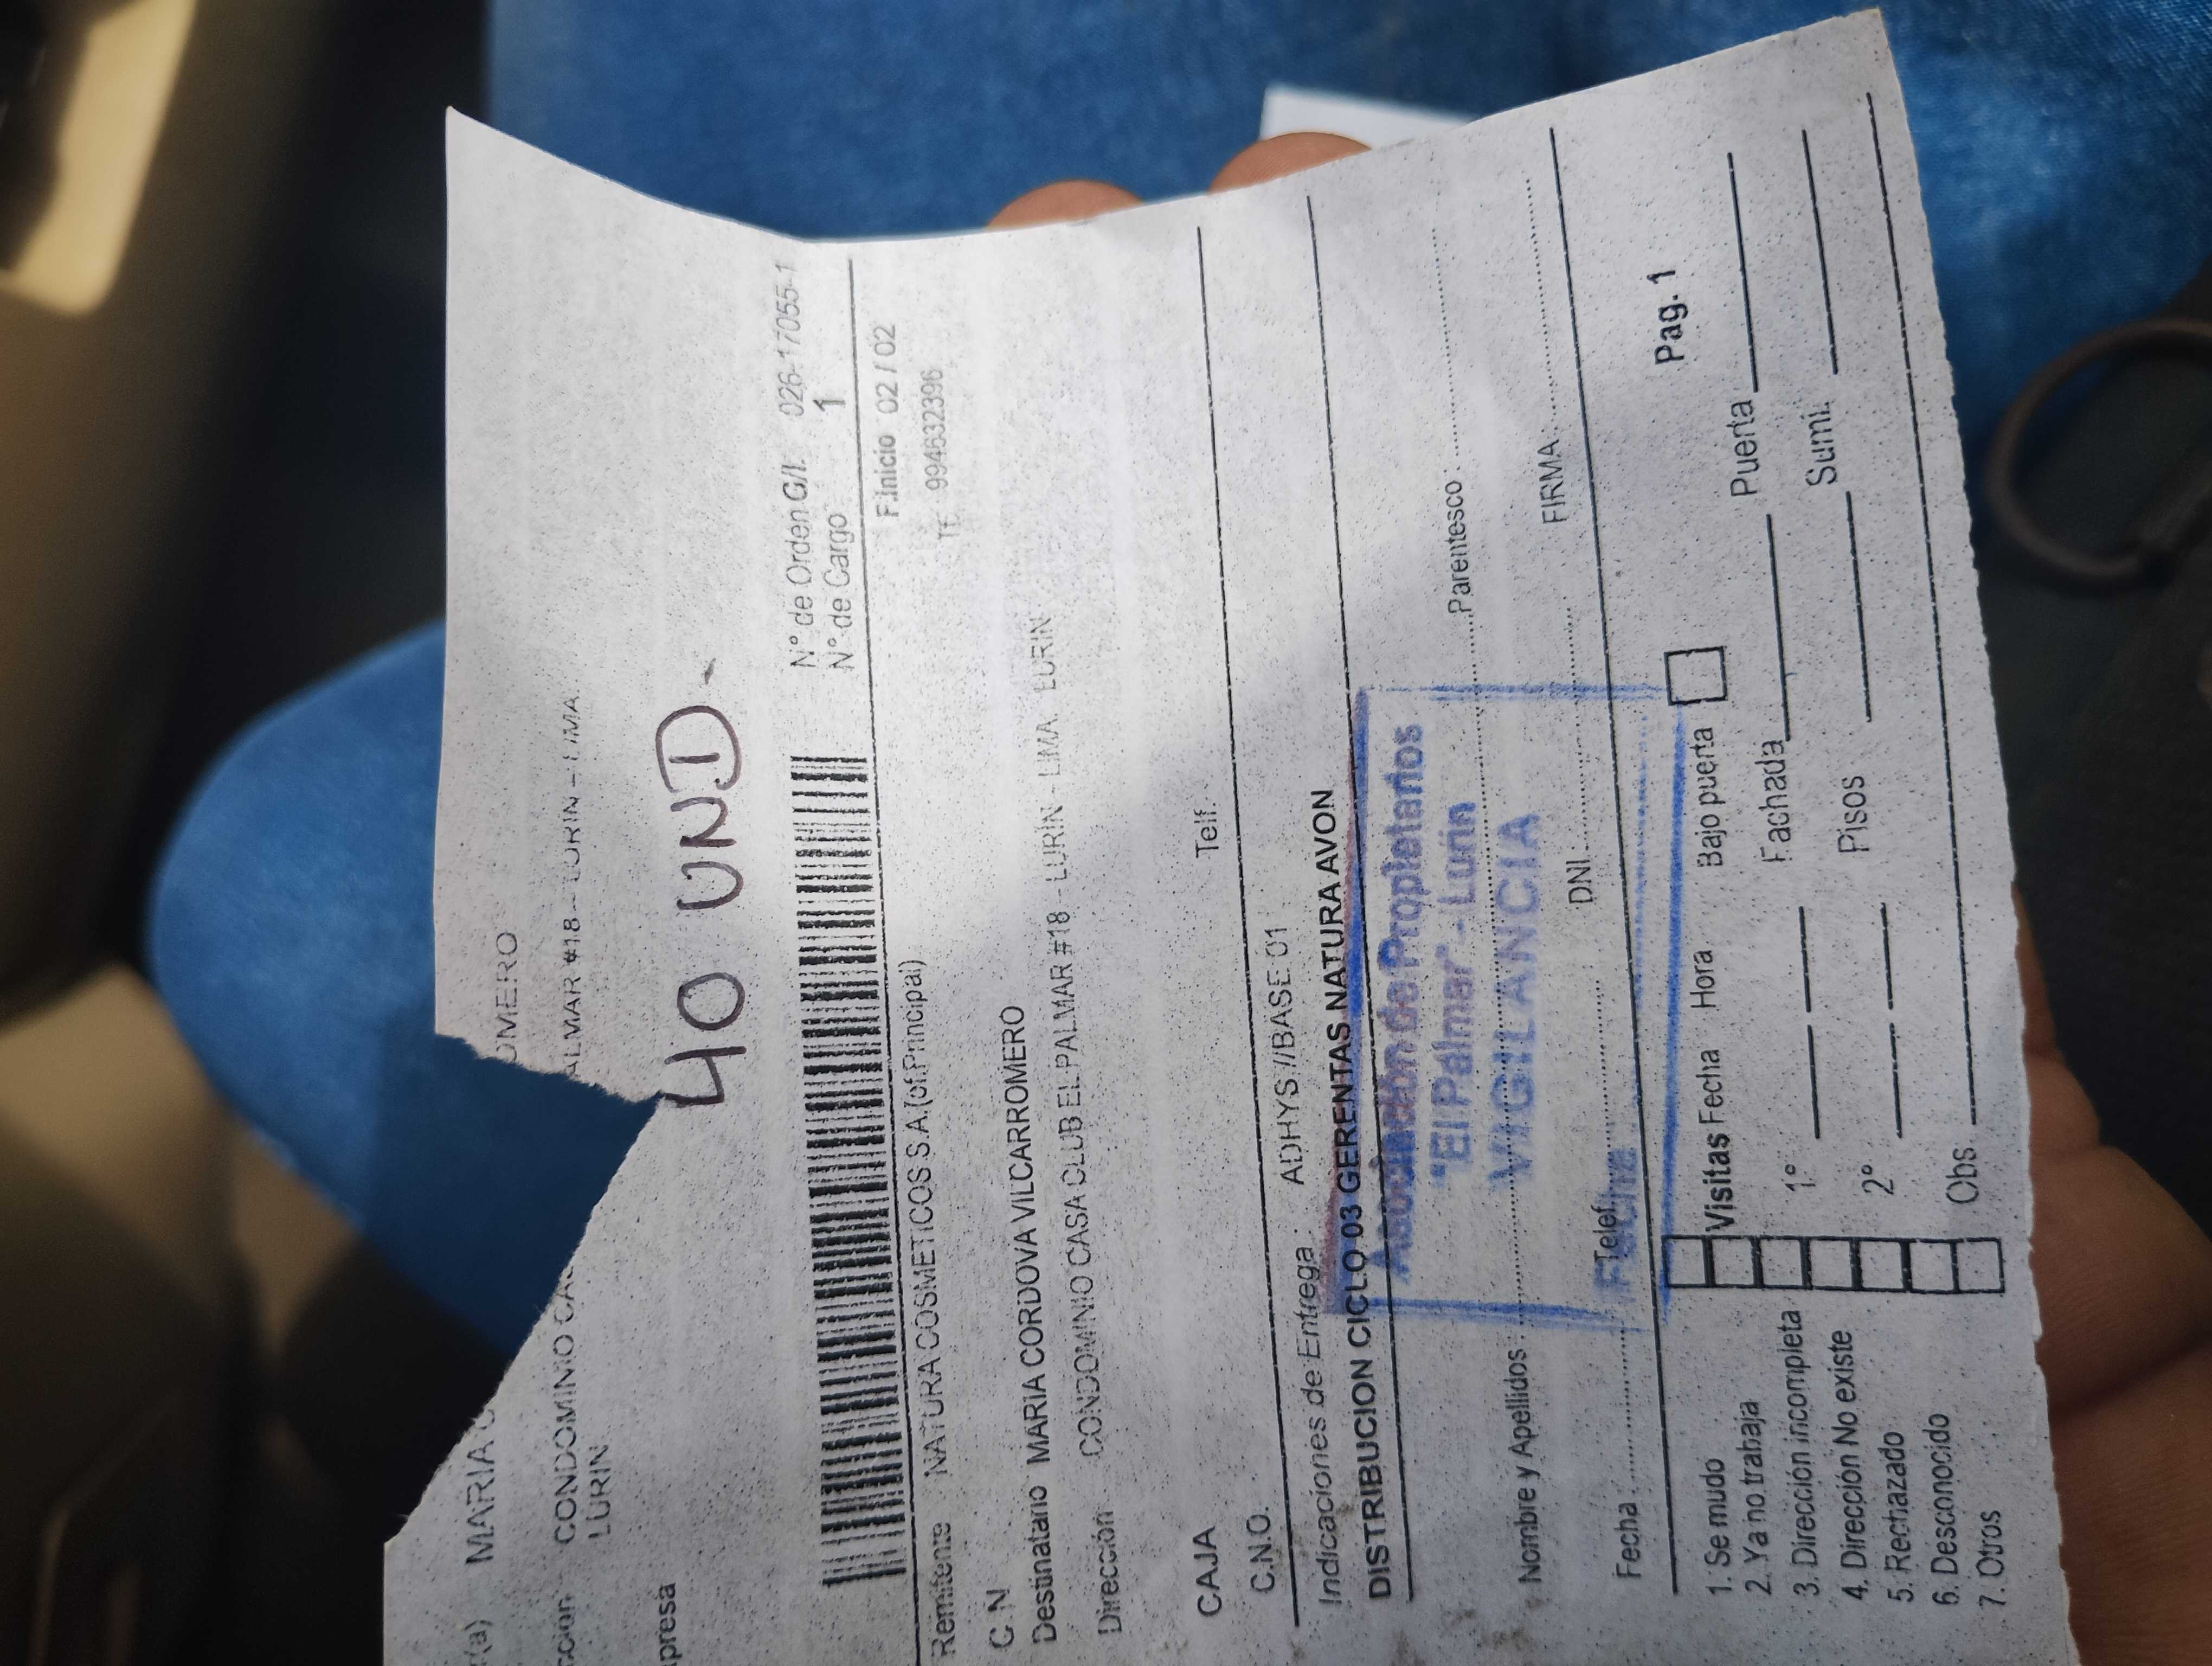 r(a) MARIA C OMERO
ccion CONDOMINIO CAS ALMAR #18 - LURIN - LIMA
LURIN
presa
40 UND.
N° de Orden G/I. 026-17055-1
N° de Cargo 1
Remitente NATURA COSMETICOS S.A.(of.Principal) F.Inicio 02 / 02
C.N
Destinatario MARIA CORDOVA VILCARROMERO
TF. 994632396
Dirección CONDOMINIO CASA CLUB EL PALMAR #18 - LURIN - LIMA, LURIN
CAJA Telf.
C.N.O.
Indicaciones de Entrega : ADHYS //BASE 01
DISTRIBUCION CICLO 03 GERENTAS NATURA AVON
Asociación de Propietarios
"El Palmar" - Lurín
VIGILANCIA
Fecha:
Nombre y Apellidos : Parentesco :
Fecha Telef. DNI FIRMA:
Pag. 1
1. Se mudo
2. Ya no trabaja
3. Dirección incompleta
4. Dirección No existe
5. Rechazado
6. Desconocido
7. Otros
Visitas Fecha Hora Bajo puerta
1° Fachada Puerta
2° Pisos Sumi.
Obs.